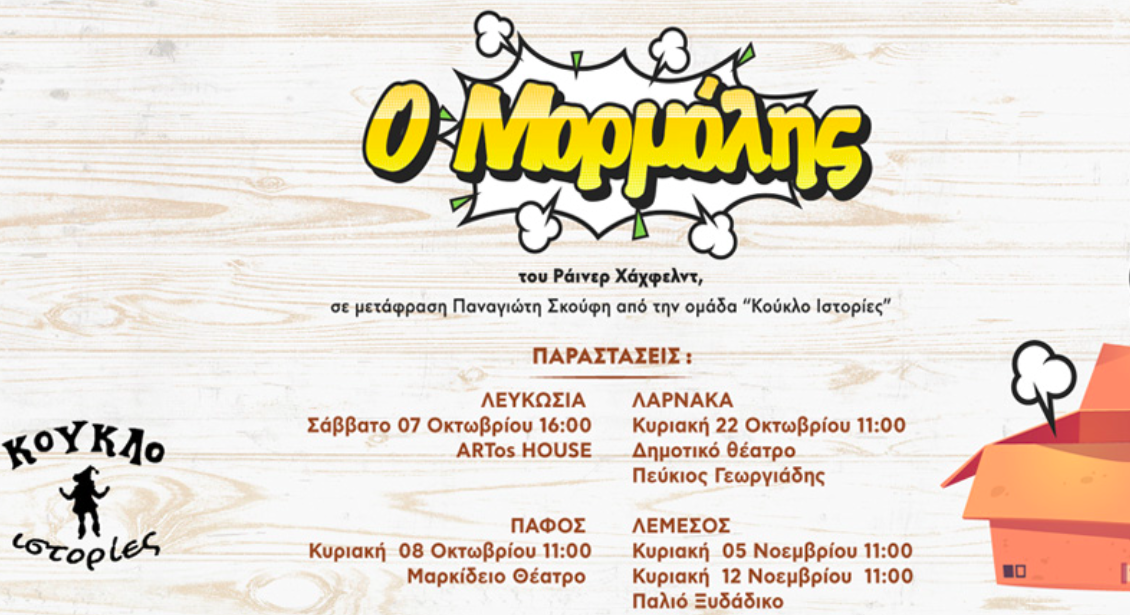 Ο Μορμόλης
του Ράινερ Χάχφελντ,
σε μετάφραση Παναγιώτη Σκούφη από την ομάδα “Κούκλο Ιστορίες”
ΠΑΡΑΣΤΑΣΕΙΣ :
ΛΕΥΚΩΣΙΑ
Σάββατο 07 Οκτωβρίου 16:00
ARTos HOUSE
ΛΑΡΝΑΚΑ
Κυριακή 22 Οκτωβρίου 11:00
Δημοτικό θέατρο
Πεύκιος Γεωργιάδης
ΠΑΦΟΣ
Κυριακή 08 Οκτωβρίου 11:00
Μαρκίδειο Θέατρο
ΛΕΜΕΣΟΣ
Κυριακή 05 Νοεμβρίου 11:00
Κυριακή 12 Νοεμβρίου 11:00
Παλιό Ξυδάδικο
ΚΟΥΚΛΟ
ιστορίες